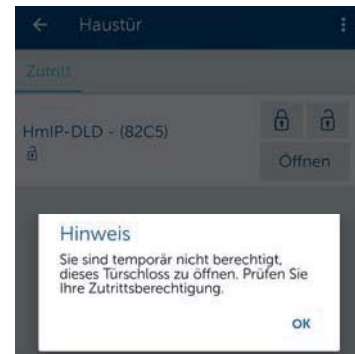 Haustür
Zutritt
HmIP-DLD - (82C5)
Öffnen
Hinweis
Sie sind temporär nicht berechtigt,
dieses Türschloss zu öffnen. Prüfen Sie
Ihre Zutrittsberechtigung.
OK